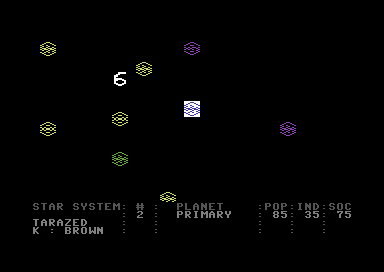 6
STAR SYSTEM: # : PLANET :POP:IND:SOC
: 2 : PRIMARY : 85: 35: 75
TARAZED : : : : :
K : BROWN : : : : :